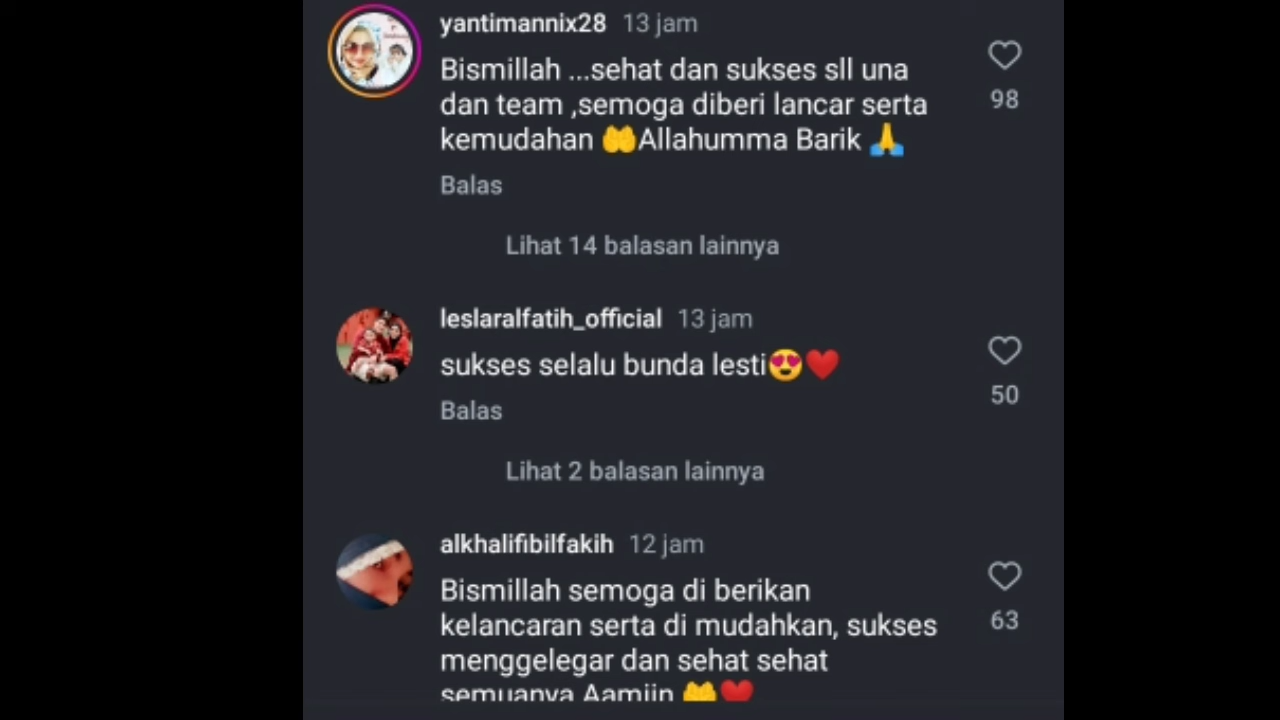 yantimannix28 13 jam
Bismillah ...sehat dan sukses sll una
dan team ,semoga diberi lancar serta
kemudahan 🤲Allahumma Barik 🙏
98
Balas
Lihat 14 balasan lainnya
leslaralfatih_official 13 jam
sukses selalu bunda lesti😍❤️
50
Balas
Lihat 2 balasan lainnya
alkhalifibilfakih 12 jam
Bismillah semoga di berikan
kelancaran serta di mudahkan, sukses
63
menggelegar dan sehat sehat
semuanya Aamiin 🤲❤️